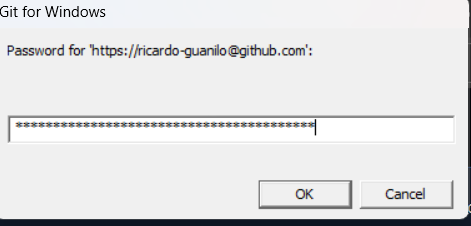 Git for Windows
Password for 'https://ricardo-guanilo@github.com':
****************************************
OK
Cancel